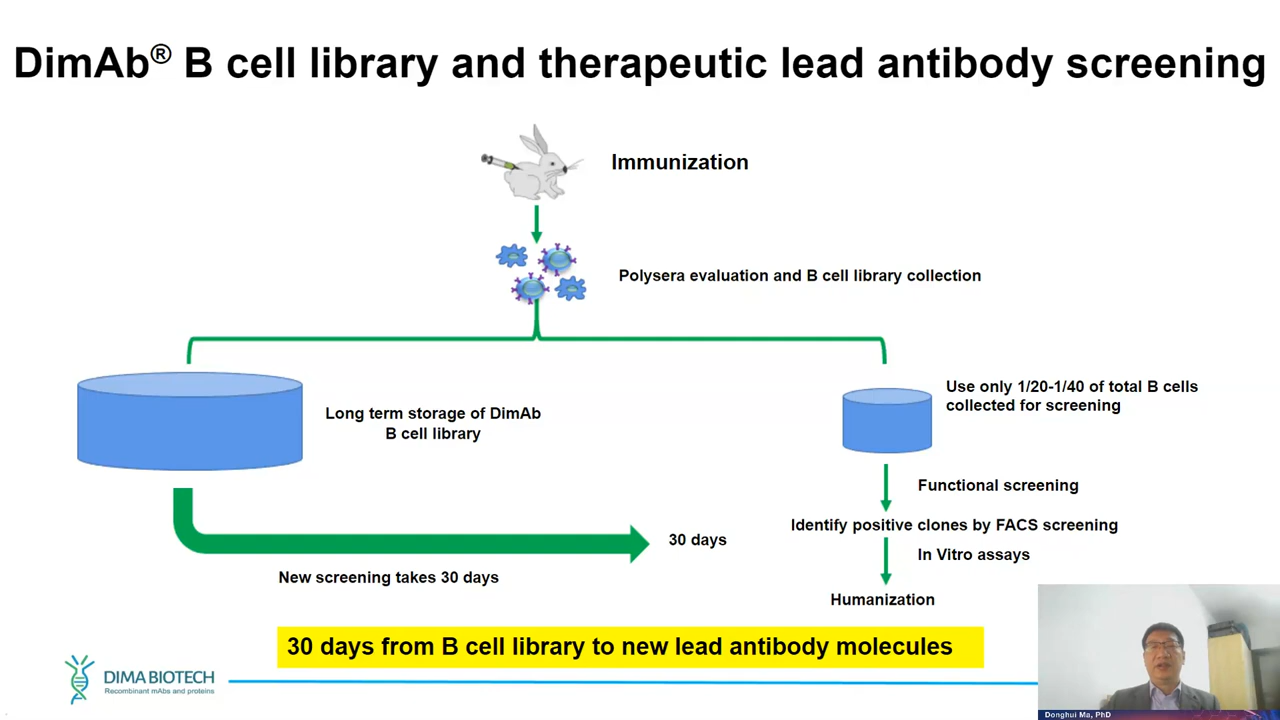 DimAb® B cell library and therapeutic lead antibody screening
Immunization
Polysera evaluation and B cell library collection
Long term storage of DimAb
B cell library
Use only 1/20-1/40 of total B cells
collected for screening
Functional screening
Identify positive clones by FACS screening
In Vitro assays
Humanization
30 days
New screening takes 30 days
30 days from B cell library to new lead antibody molecules
DIMA BIOTECH
Recombinant mAbs and proteins
Donghui Ma, PhD